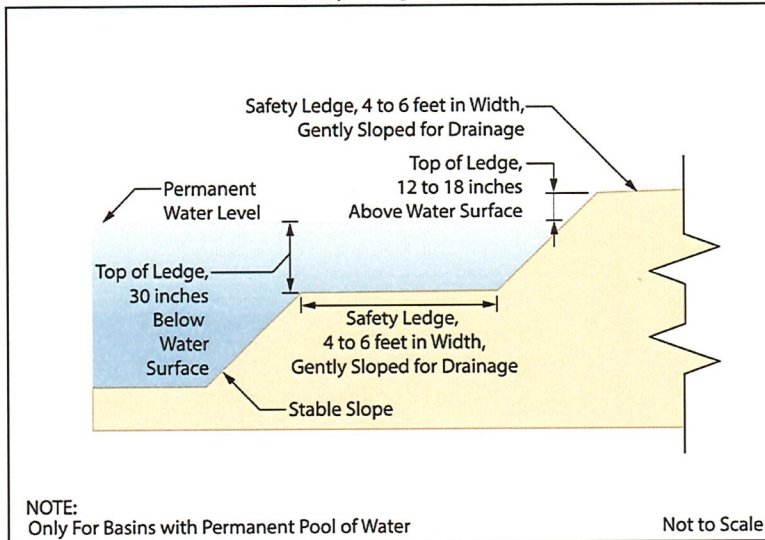 Safety Ledge, 4 to 6 feet in Width,
Gently Sloped for Drainage
Top of Ledge,
12 to 18 inches
Above Water Surface
Permanent
Water Level
Top of Ledge,
30 inches
Below
Water
Surface
Safety Ledge,
4 to 6 feet in Width,
Gently Sloped for Drainage
Stable Slope
NOTE:
Only For Basins with Permanent Pool of Water
Not to Scale